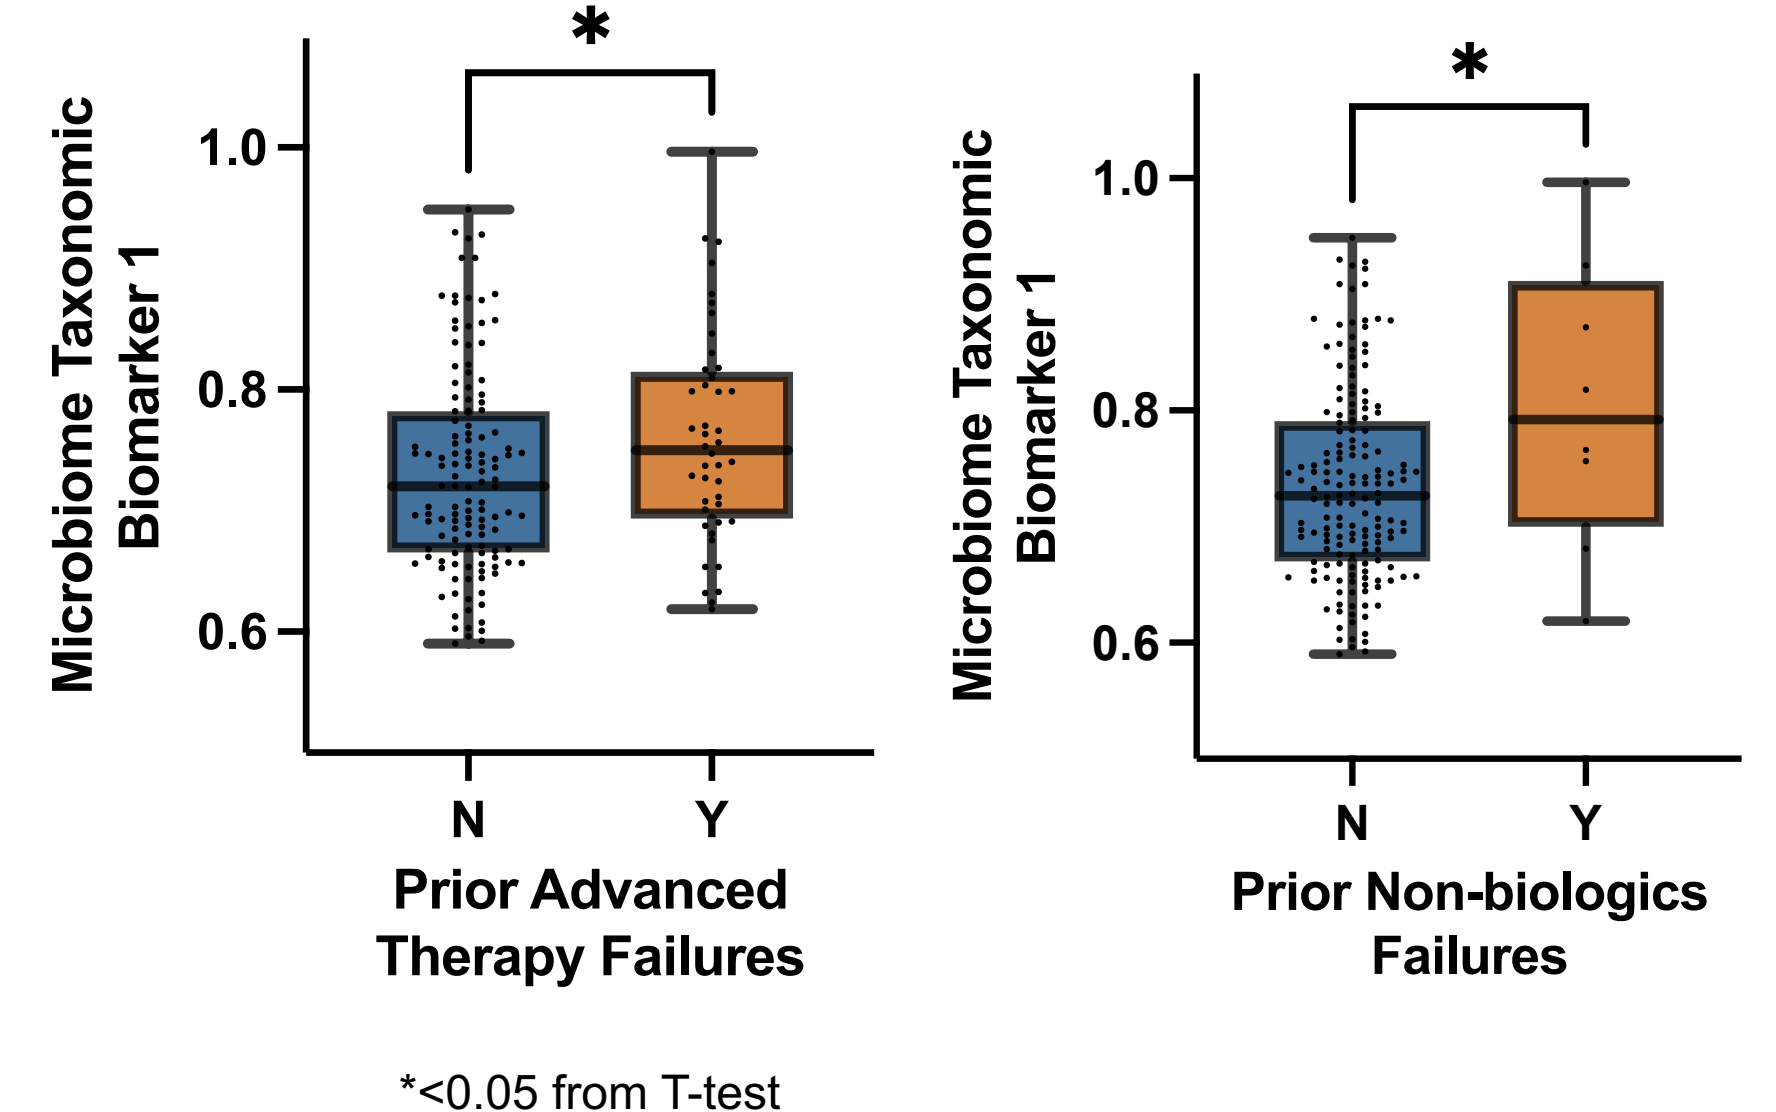 *
Microbiome Taxonomic
Biomarker 1
1.0
0.8
0.6
N Y
Prior Advanced
Therapy Failures
*
Microbiome Taxonomic
Biomarker 1
1.0
0.8
0.6
N Y
Prior Non-biologics
Failures
*<0.05 from T-test